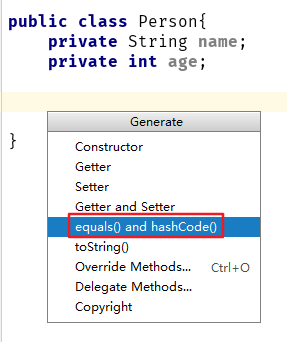 public class Person{
    private String name;
    private int age;
Generate
Constructor
Getter
Setter
Getter and Setter
equals() and hashCode()
toString()
Override Methods... Ctrl+O
Delegate Methods...
Copyright
}